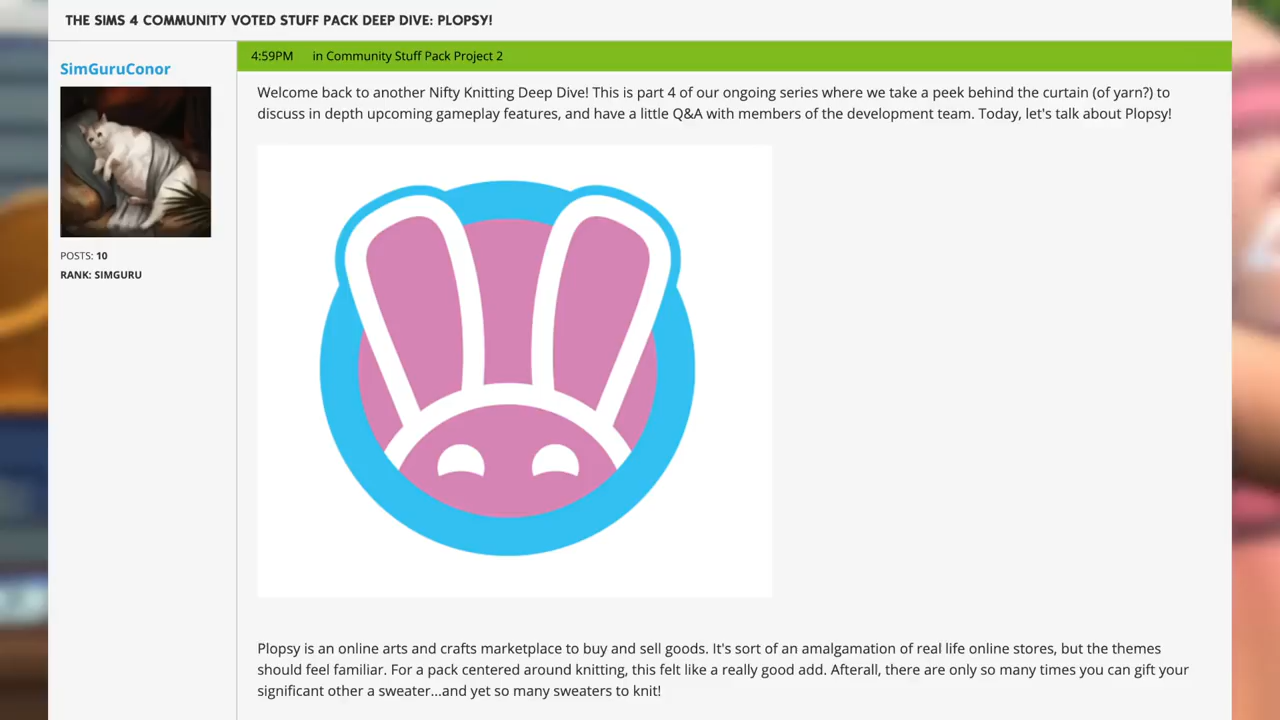 THE SIMS 4 COMMUNITY VOTED STUFF PACK DEEP DIVE: PLOPSY!
SimGuruConor
POSTS: 10
RANK: SIMGURU
4:59PM in Community Stuff Pack Project 2
Welcome back to another Nifty Knitting Deep Dive! This is part 4 of our ongoing series where we take a peek behind the curtain (of yarn?) to
discuss in depth upcoming gameplay features, and have a little Q&A with members of the development team. Today, let's talk about Plopsy!
Plopsy is an online arts and crafts marketplace to buy and sell goods. It's sort of an amalgamation of real life online stores, but the themes
should feel familiar. For a pack centered around knitting, this felt like a really good add. Afterall, there are only so many times you can gift your
significant other a sweater...and yet so many sweaters to knit!